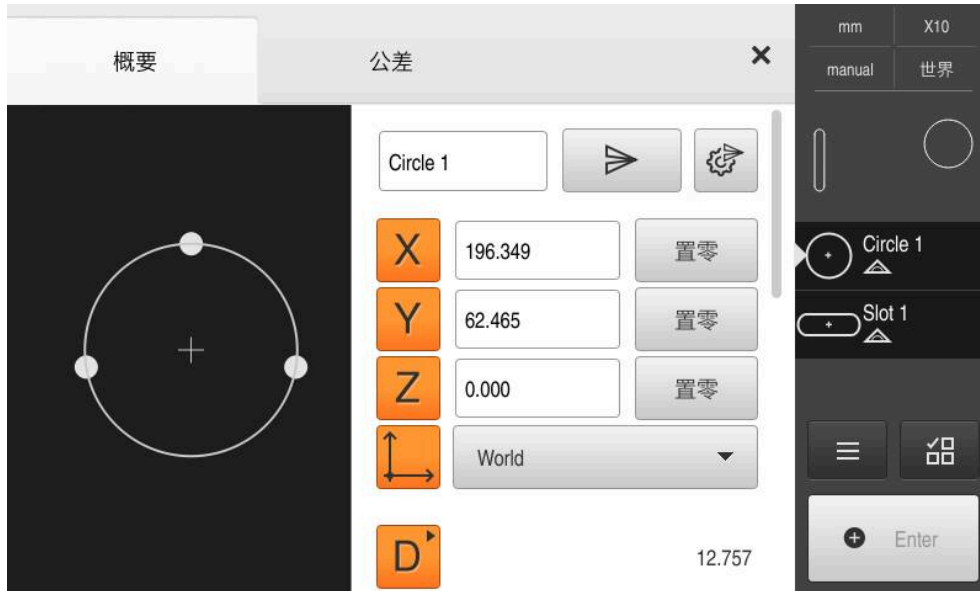 概要
公差
Circle 1
X
196.349
置零
Y
62.465
置零
Z
0.000
置零
World
D
12.757
mm
X10
manual
世界
Circle 1
Slot 1
Enter